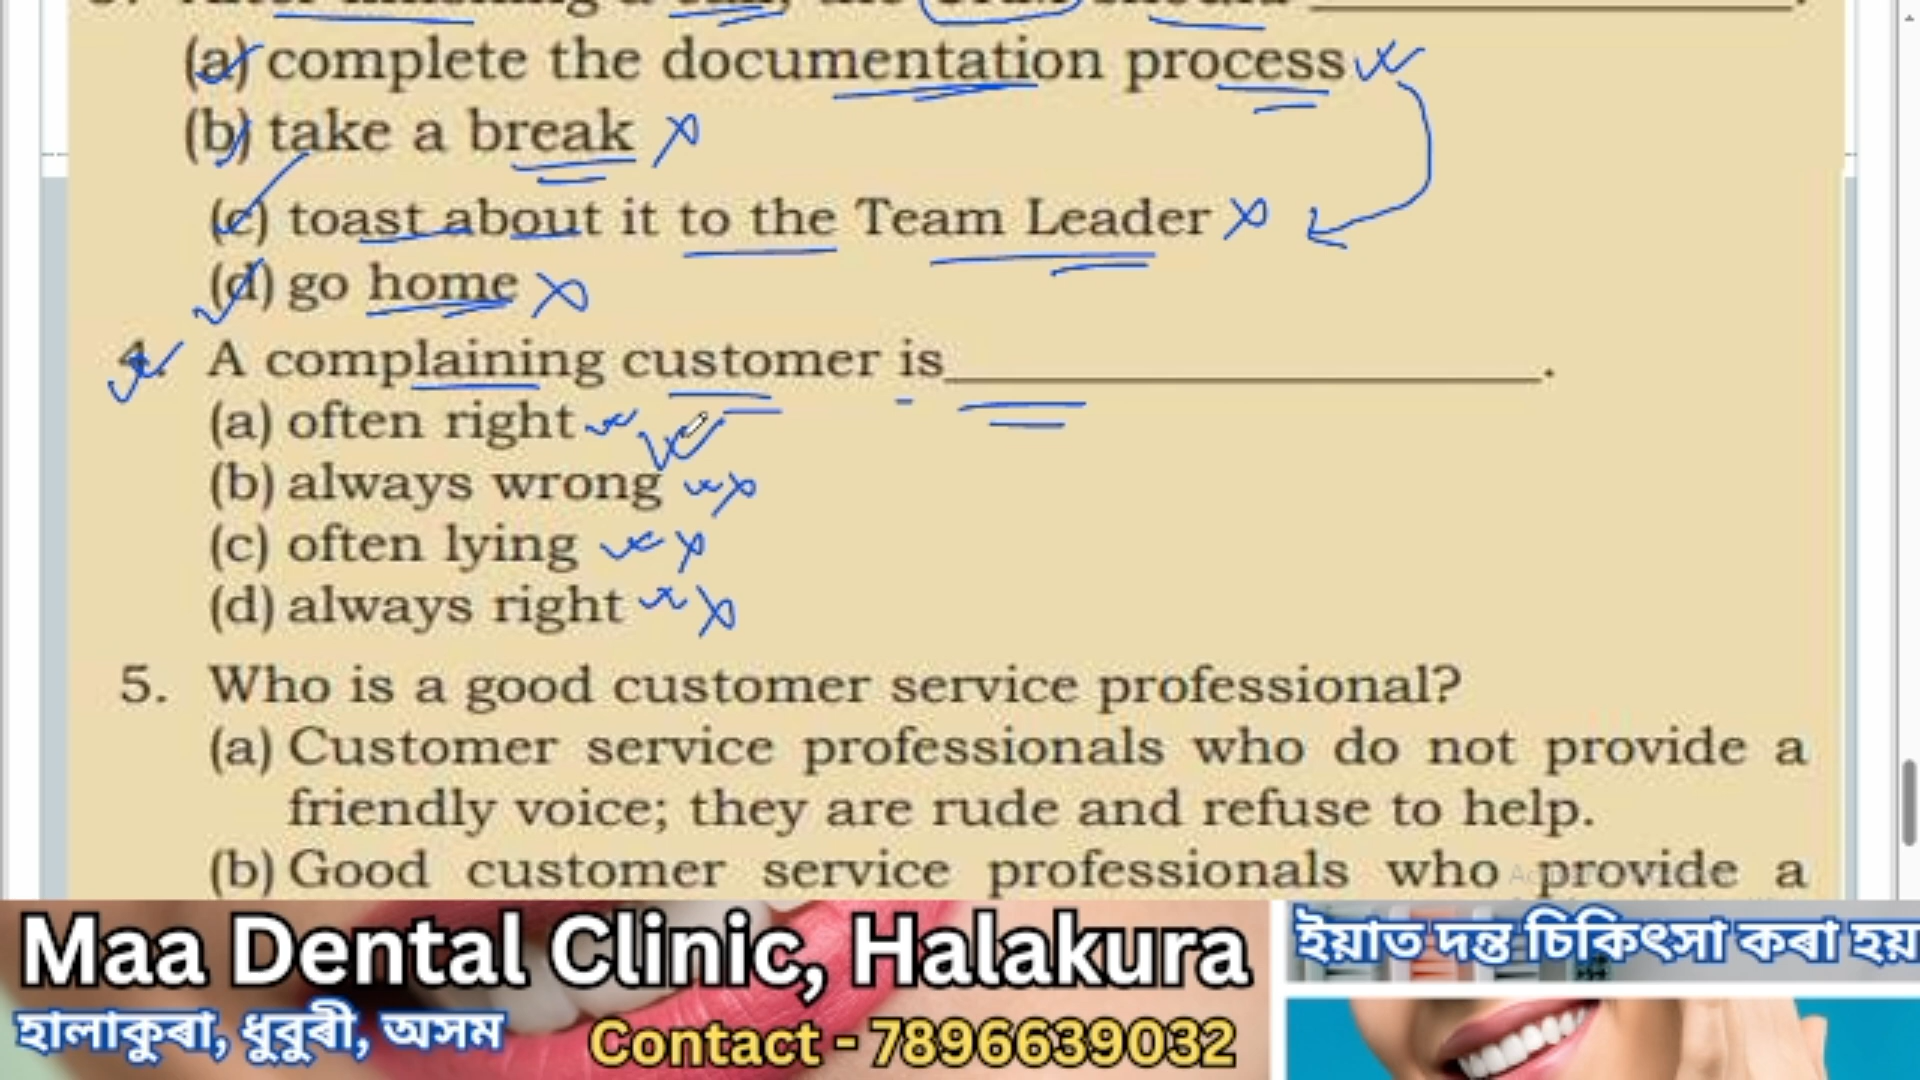 (a) complete the documentation process
(b) take a break
(c) toast about it to the Team Leader
(d) go home
4. A complaining customer is____________________.
(a) often right
(b) always wrong
(c) often lying
(d) always right
5. Who is a good customer service professional?
(a) Customer service professionals who do not provide a
friendly voice; they are rude and refuse to help.
(b) Good customer service professionals who provide a
Maa Dental Clinic, Halakura
হালাকুৰা, ধুবুৰী, অসম
Contact - 7896639032
ইয়াত দন্ত চিকিৎসা কৰা হয়